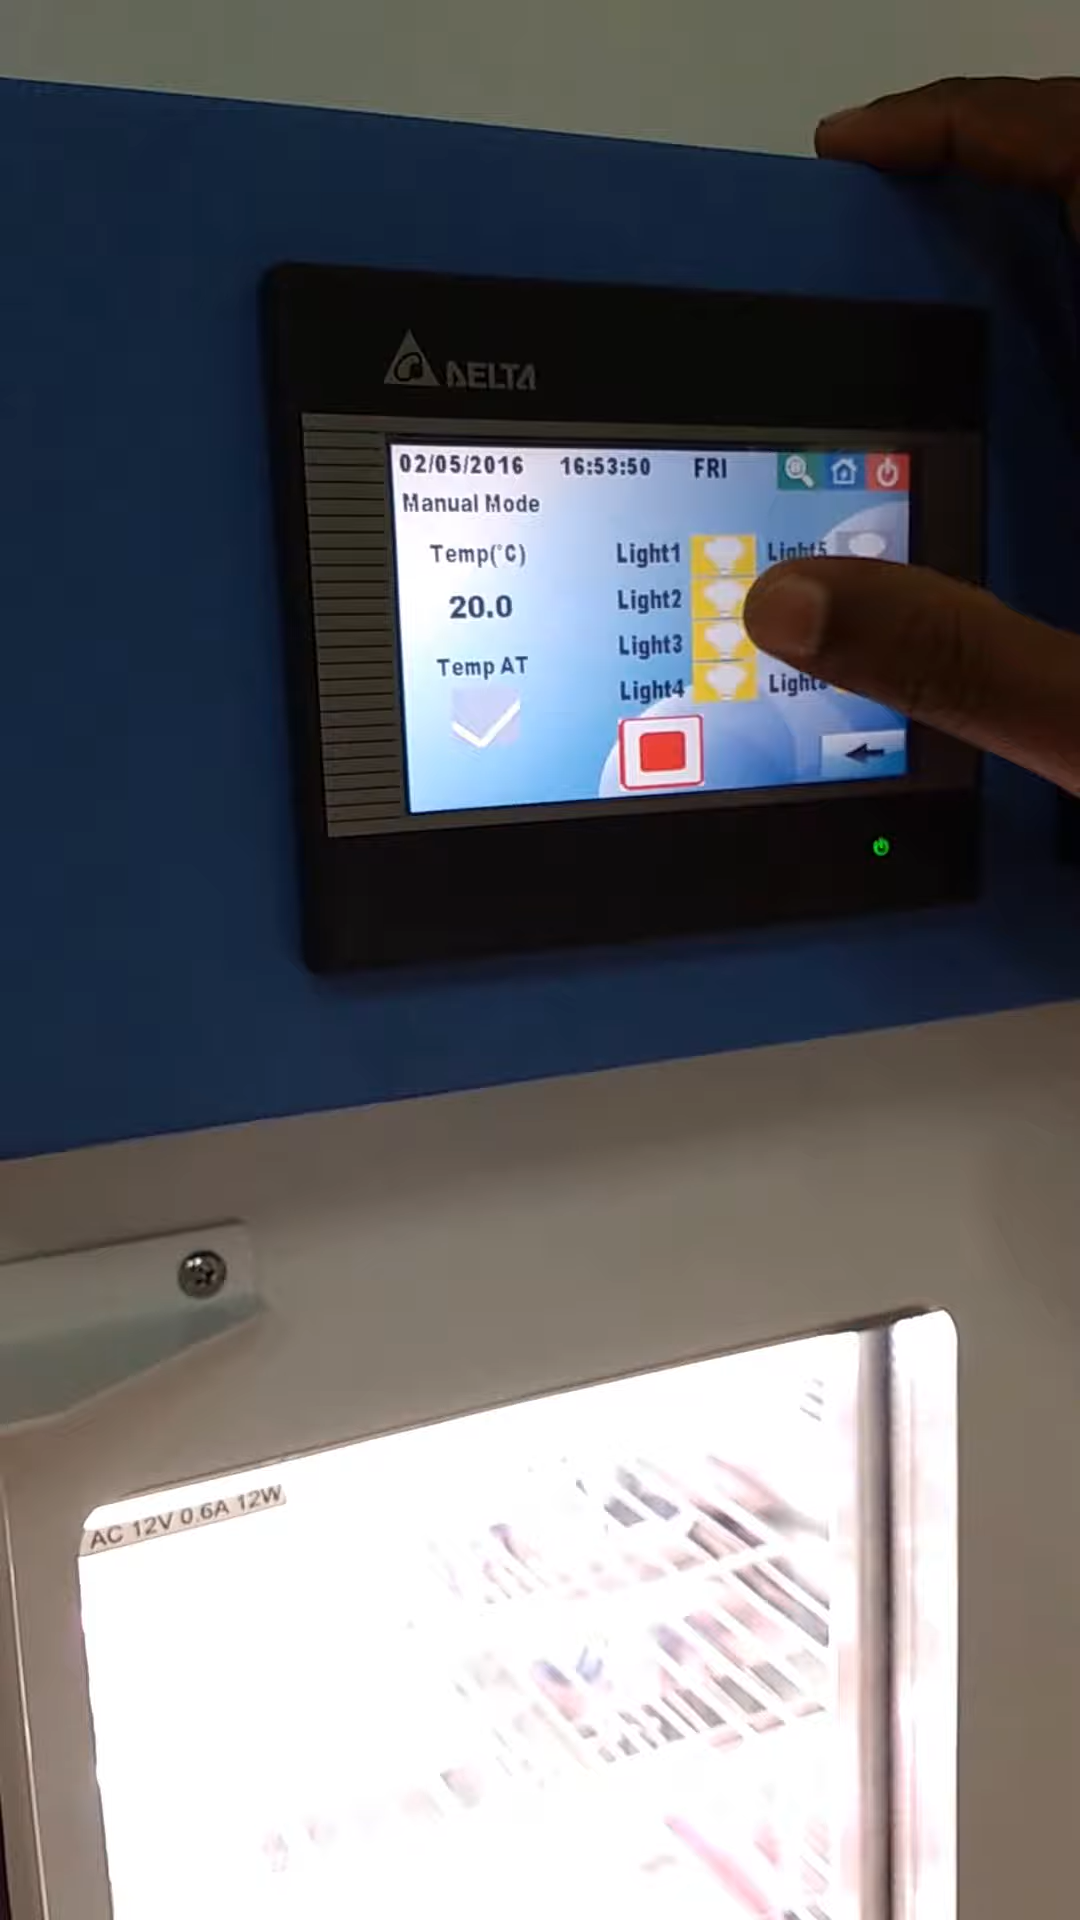 DELTA
02/05/2016 16:53:50 FRI
Manual Mode
Temp(°C)
20.0
Temp AT
Light1
Light2
Light3
Light4
Light5
AC 12V 0.6A 12W